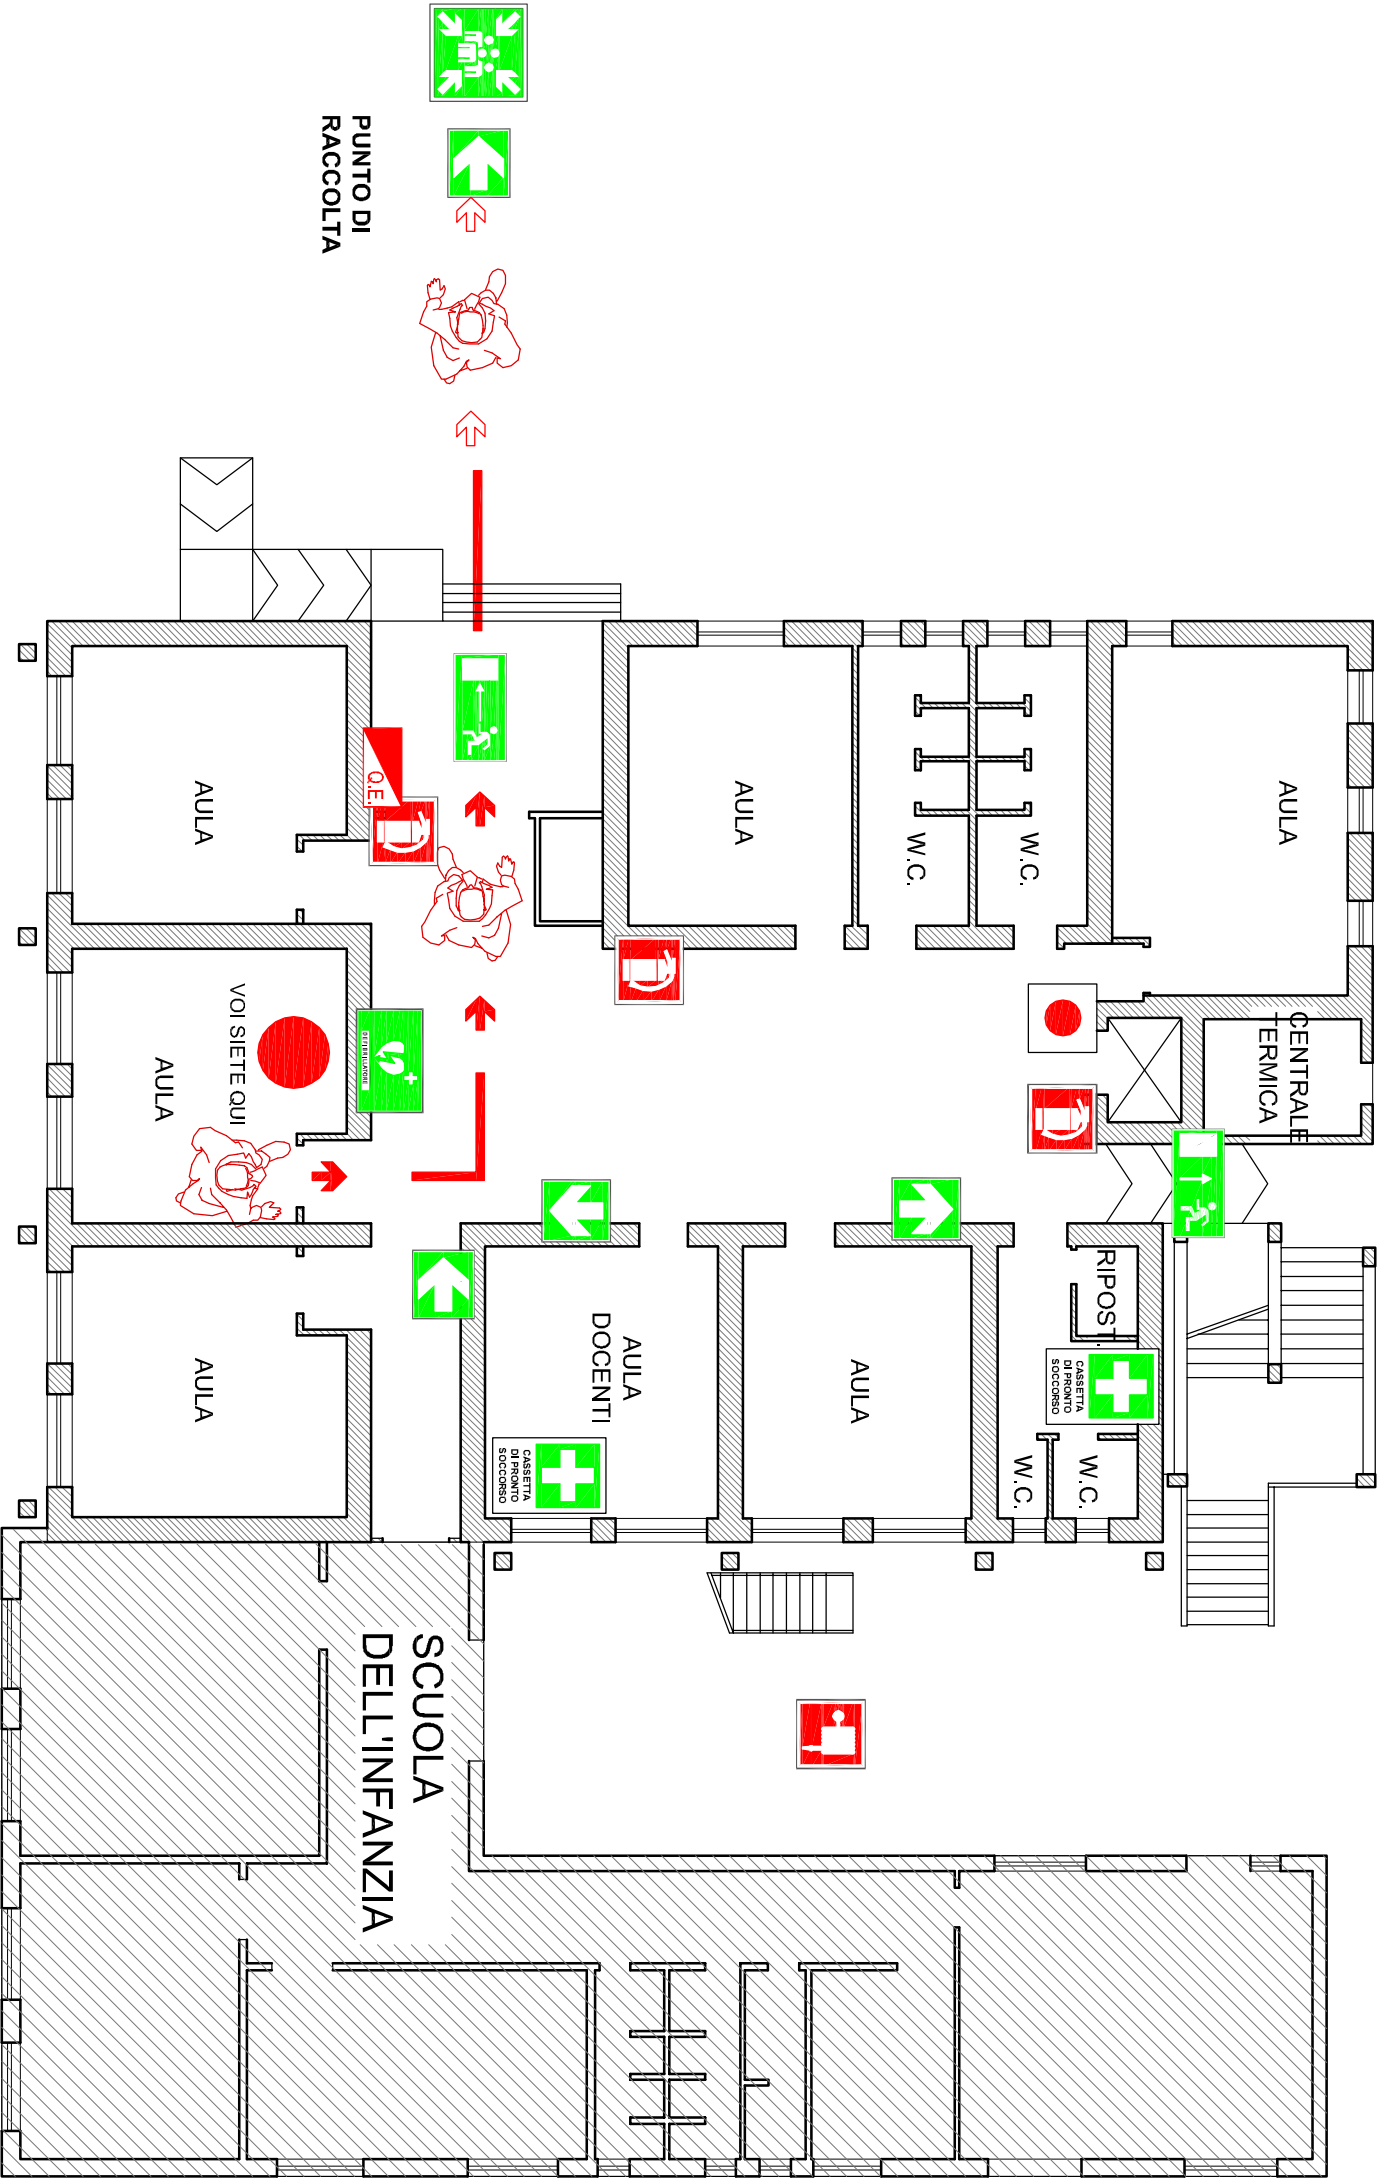 PUNTO DI
RACCOLTA
AULA
Q.E.
AULA
W.C.
W.C.
AULA
VOI SIETE QUI
AULA
DEFIBRILLATORE
CENTRALE
TERMICA
AULA
AULA
DOCENTI
AULA
RIPOST.
CASSETTA
DI PRONTO
SOCCORSO
CASSETTA
DI PRONTO
SOCCORSO
W.C.
W.C.
SCUOLA
DELL'INFANZIA